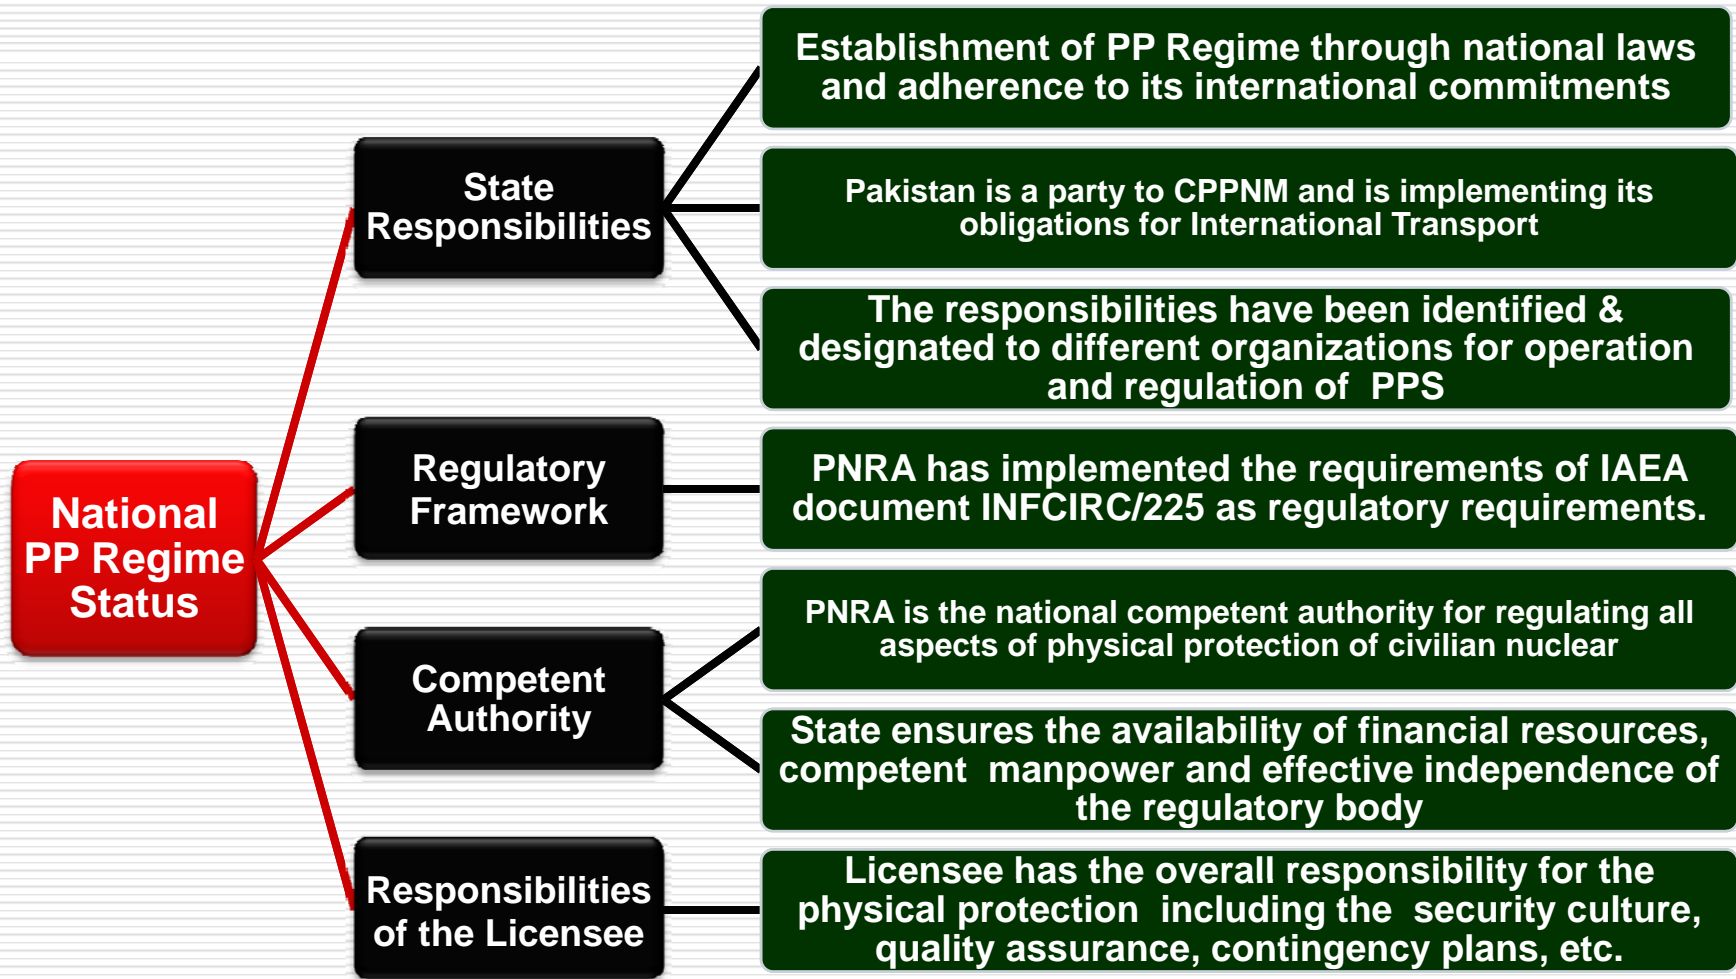 National
PP Regime
Status
State
Responsibilities
Establishment of PP Regime through national laws
and adherence to its international commitments
Pakistan is a party to CPPNM and is implementing its
obligations for International Transport
The responsibilities have been identified &
designated to different organizations for operation
and regulation of PPS
Regulatory
Framework
PNRA has implemented the requirements of IAEA
document INFCIRC/225 as regulatory requirements.
Competent
Authority
PNRA is the national competent authority for regulating all
aspects of physical protection of civilian nuclear
State ensures the availability of financial resources,
competent manpower and effective independence of
the regulatory body
Responsibilities
of the Licensee
Licensee has the overall responsibility for the
physical protection including the security culture,
quality assurance, contingency plans, etc.